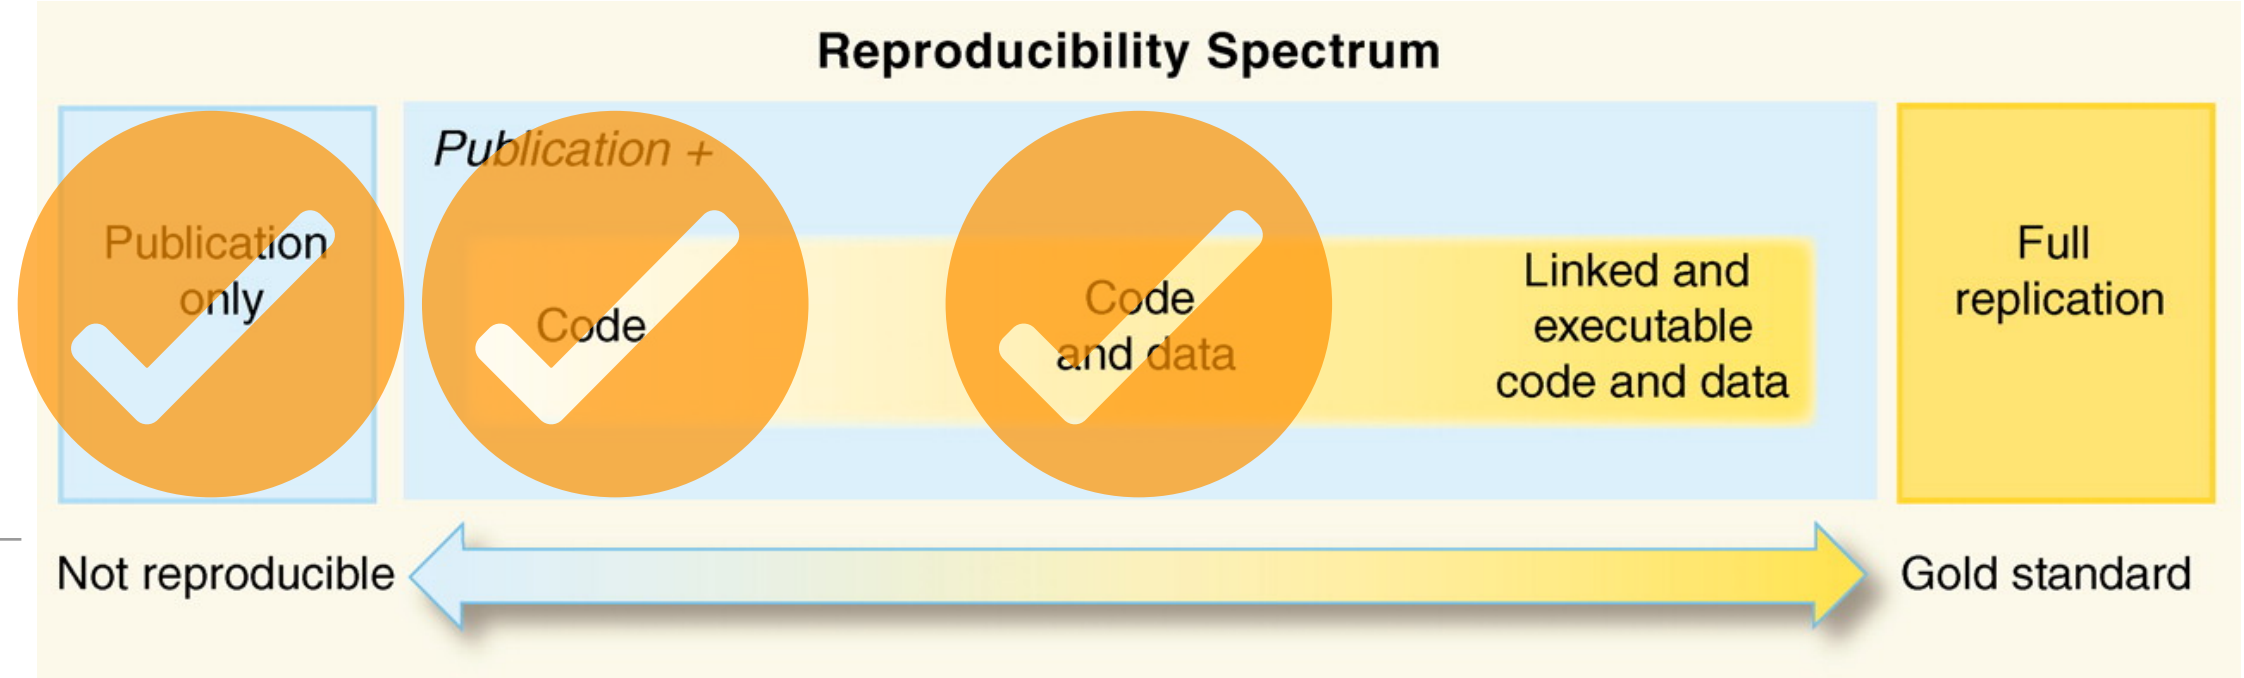 Reproducibility Spectrum
Publication
only
Publication +
Code
Code
and data
Linked and
executable
code and data
Full
replication
Not reproducible
Gold standard